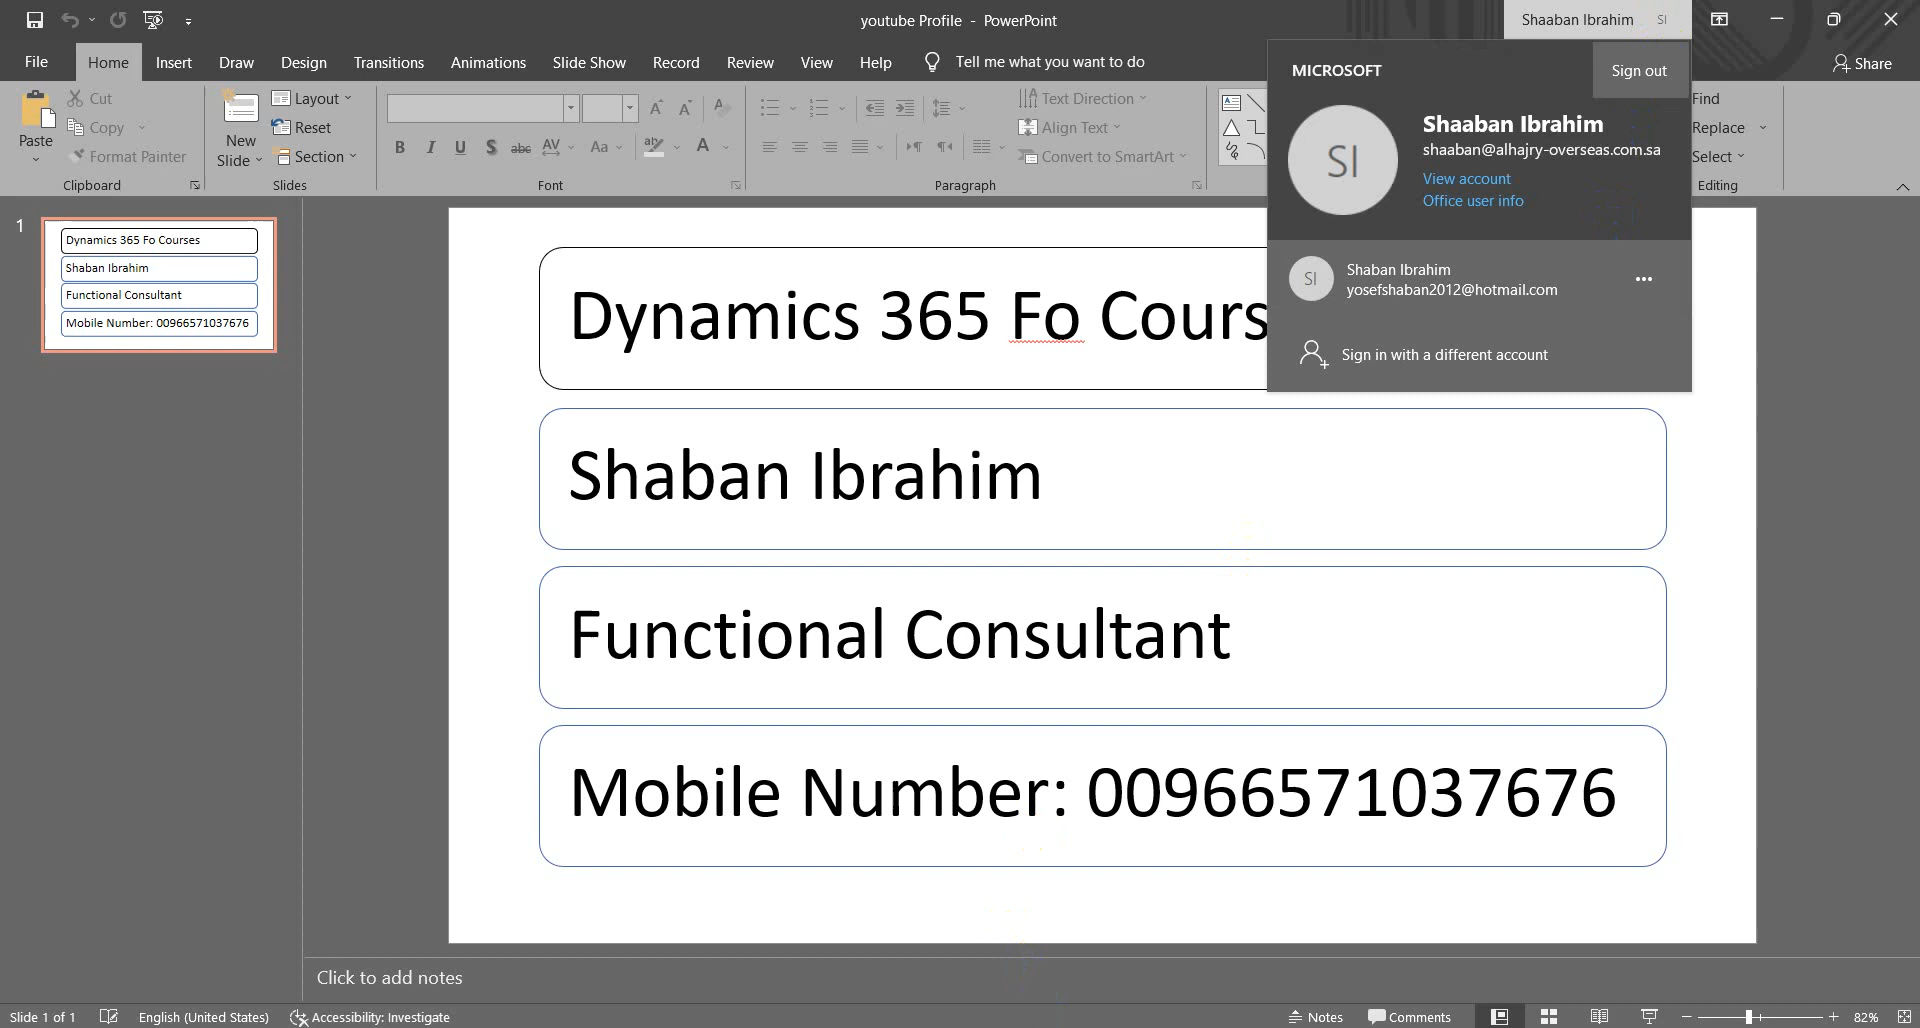 youtube Profile - PowerPoint
Shaaban Ibrahim SI
File Home Insert Draw Design Transitions Animations Slide Show Record Review View Help Tell me what you want to do
Share
MICROSOFT
Sign out
SI
Shaaban Ibrahim
shaaban@alhajry-overseas.com.sa
View account
Office user info
SI
Shaban Ibrahim
yosefshaban2012@hotmail.com
Sign in with a different account
Paste
Cut
Copy
Format Painter
Clipboard
New
Slide
Layout
Reset
Section
Slides
B I U S abc AV Aa A
Font
Text Direction
Align Text
Convert to SmartArt
Paragraph
Find
Replace
Select
Editing
1
Dynamics 365 Fo Courses
Shaban Ibrahim
Functional Consultant
Mobile Number: 00966571037676
Dynamics 365 Fo Cours
Shaban Ibrahim
Functional Consultant
Mobile Number: 00966571037676
Click to add notes
Slide 1 of 1 English (United States) Accessibility: Investigate Notes Comments 82%